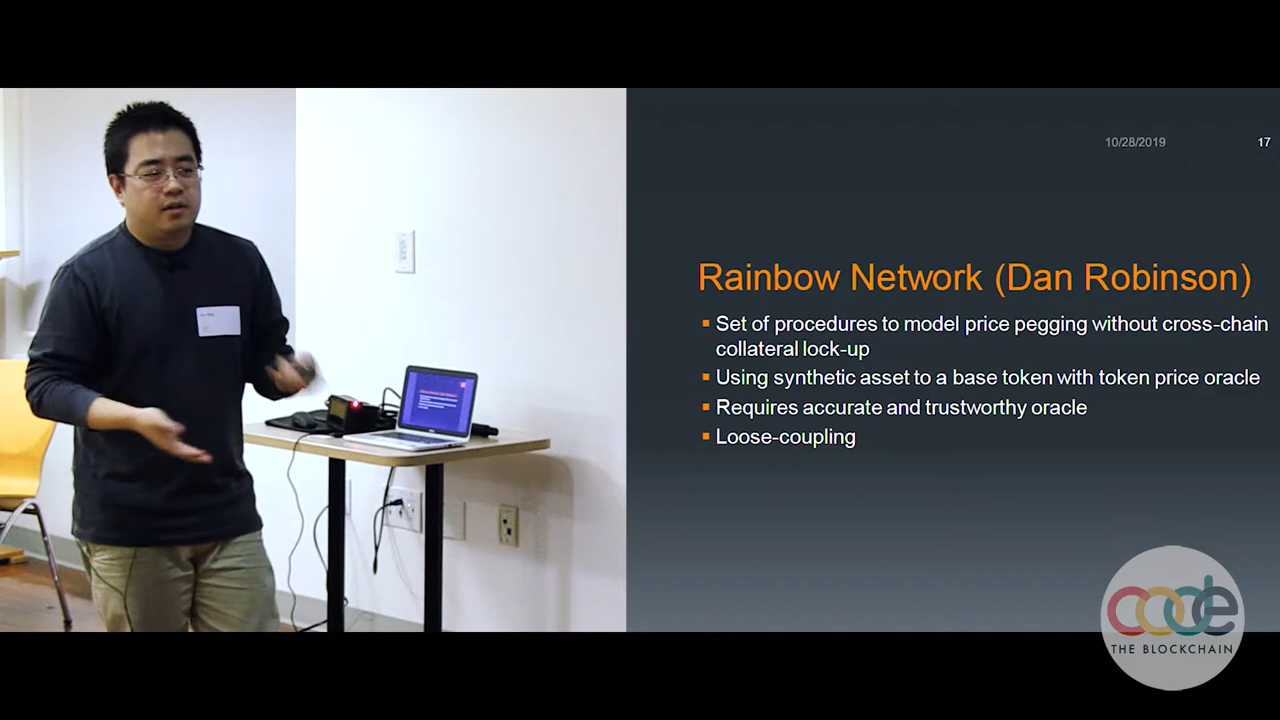 10/28/2019 17
Rainbow Network (Dan Robinson)
▪ Set of procedures to model price pegging without cross-chain
collateral lock-up
▪ Using synthetic asset to a base token with token price oracle
▪ Requires accurate and trustworthy oracle
▪ Loose-coupling
code
THE BLOCKCHAIN